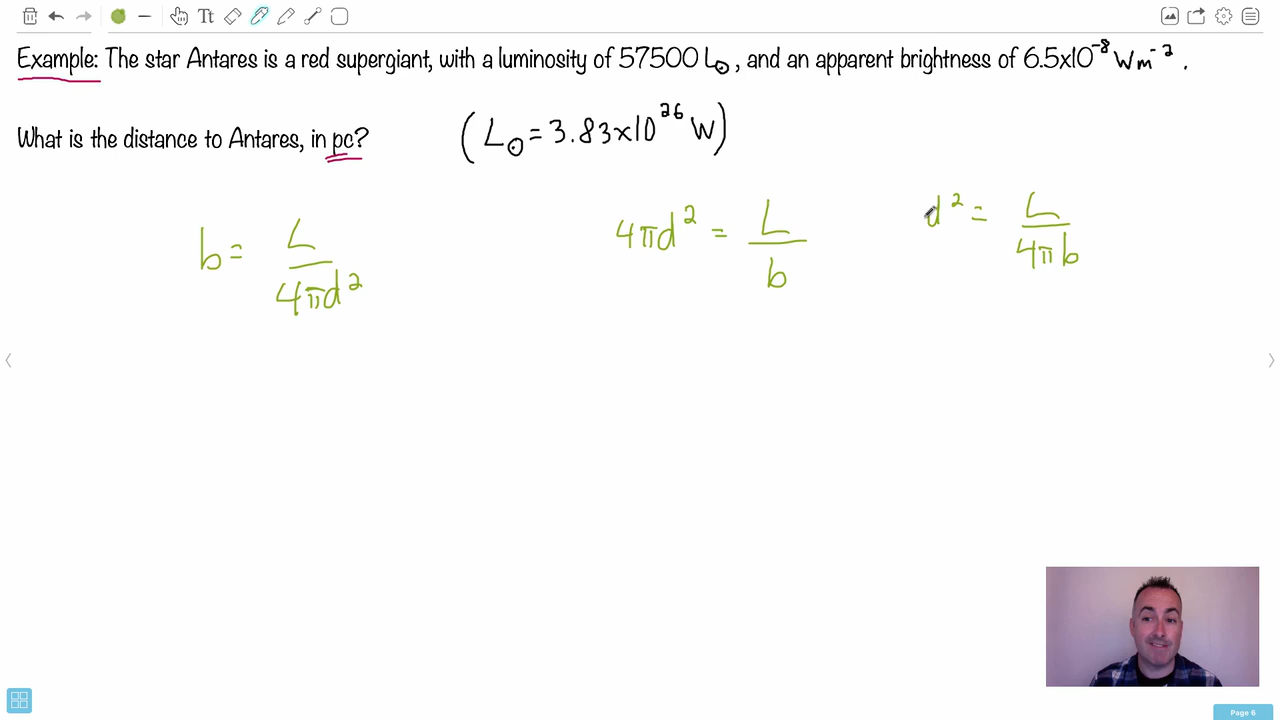 Example: The star Antares is a red supergiant, with a luminosity of 57500 L⊙, and an apparent brightness of 6.5x10⁻⁸ Wm⁻².
What is the distance to Antares, in pc? (L⊙ = 3.83x10²⁶ W)
b = L / 4πd²
4πd² = L / b
d² = L / 4πb
Tt
Page 6